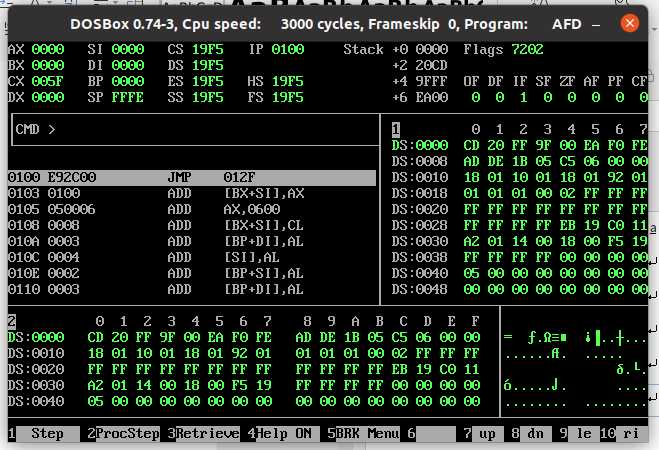 DOSBox 0.74-3, Cpu speed: 3000 cycles, Frameskip 0, Program: AFD
AX 0000 SI 0000 CS 19F5 IP 0100 Stack +0 0000 Flags 7202
BX 0000 DI 0000 DS 19F5 +2 20CD
CX 005F BP 0000 ES 19F5 HS 19F5 +4 9FFF OF DF IF SF ZF AF PF CF
DX 0000 SP FFFE SS 19F5 FS 19F5 +6 EA00 0 0 1 0 0 0 0 0
CMD >
0100 E92C00 JMP 012F
0103 0100 ADD [BX+SI],AX
0105 050006 ADD AX,0600
0108 0008 ADD [BX+SI],CL
010A 0003 ADD [BP+DI],AL
010C 0004 ADD [SI],AL
010E 0002 ADD [BP+SI],AL
0110 0003 ADD [BP+DI],AL
1 0 1 2 3 4 5 6 7
DS:0000 CD 20 FF 9F 00 EA F0 FE
DS:0008 AD DE 1B 05 C5 06 00 00
DS:0010 18 01 10 01 18 01 92 01
DS:0018 01 01 01 00 02 FF FF FF
DS:0020 FF FF FF FF FF FF FF FF
DS:0028 FF FF FF FF EB 19 C0 11
DS:0030 A2 01 14 00 18 00 F5 19
DS:0038 FF FF FF FF 00 00 00 00
DS:0040 05 00 00 00 00 00 00 00
DS:0048 00 00 00 00 00 00 00 00
2 0 1 2 3 4 5 6 7 8 9 A B C D E F
DS:0000 CD 20 FF 9F 00 EA F0 FE AD DE 1B 05 C5 06 00 00 = ƒ.Ω≡■ ¡▐..┼...
DS:0010 18 01 10 01 18 01 92 01 01 01 01 00 02 FF FF FF ......Æ. .....
DS:0020 FF FF FF FF FF FF FF FF FF FF FF FF EB 19 C0 11 δ.└.
DS:0030 A2 01 14 00 18 00 F5 19 FF FF FF FF 00 00 00 00 ó.....⌡. ....
DS:0040 05 00 00 00 00 00 00 00 00 00 00 00 00 00 00 00 ........ ........
1 Step 2ProcStep 3Retrieve 4Help ON 5BRK Menu 6 7 up 8 dn 9 le 10 ri